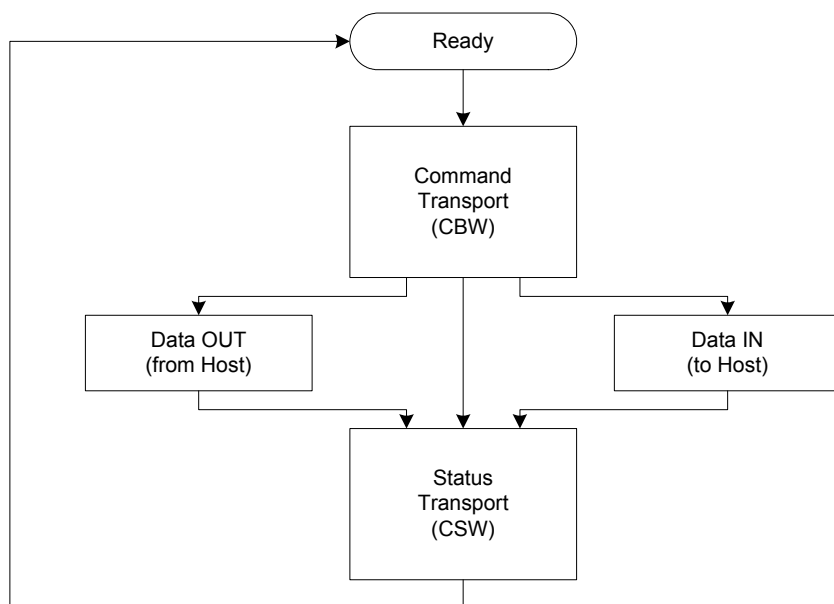 Ready
Command
Transport
(CBW)
Data OUT
(from Host)
Data IN
(to Host)
Status
Transport
(CSW)